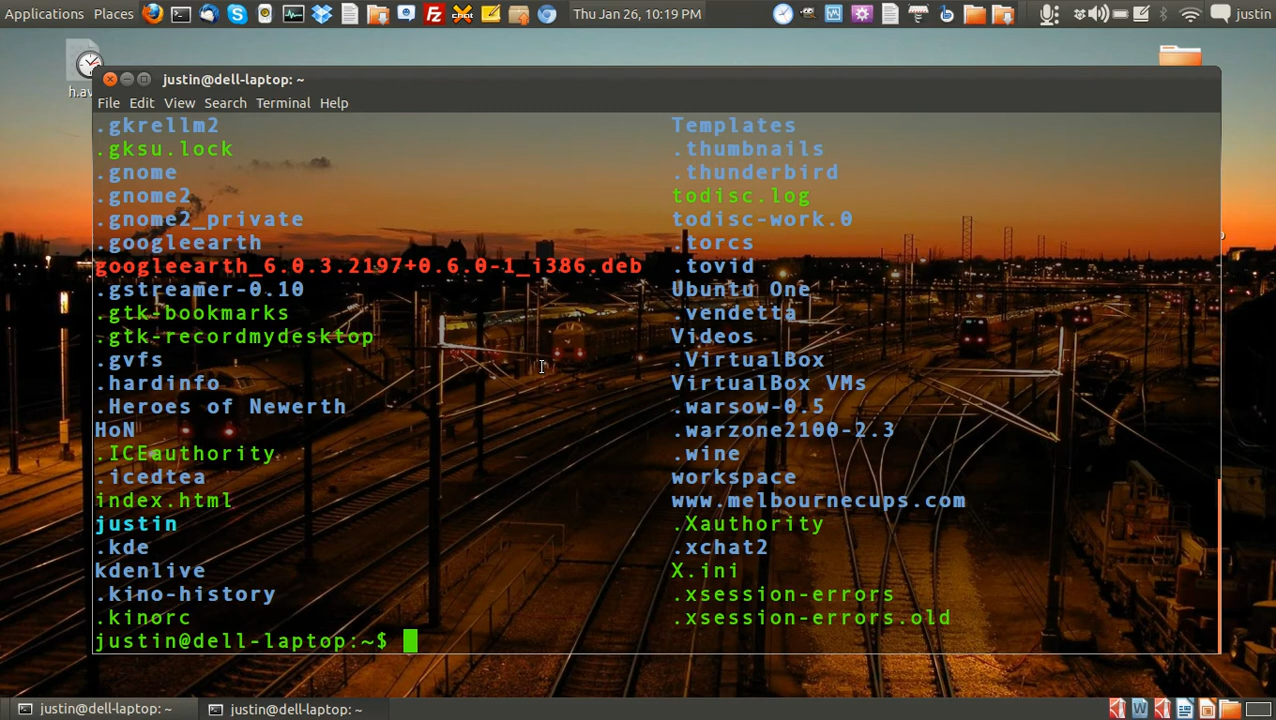 Applications Places Thu Jan 26, 10:19 PM justin
justin@dell-laptop: ~
File Edit View Search Terminal Help
.gkrellm2 Templates
.gksu.lock .thumbnails
.gnome .thunderbird
.gnome2 todisc.log
.gnome2_private todisc-work.0
.googleearth .torcs
googleearth_6.0.3.2197+0.6.0-1_i386.deb .tovid
.gstreamer-0.10 Ubuntu One
.gtk-bookmarks .vendetta
.gtk-recordmydesktop Videos
.gvfs .VirtualBox
.hardinfo VirtualBox VMs
.Heroes of Newerth .warsow-0.5
HoN .warzone2100-2.3
.ICEauthority .wine
.icedtea workspace
index.html www.melbournecups.com
justin .Xauthority
.kde .xchat2
kdenlive X.ini
.kino-history .xsession-errors
.kinorc .xsession-errors.old
justin@dell-laptop:~$
justin@dell-laptop: ~ justin@dell-laptop: ~